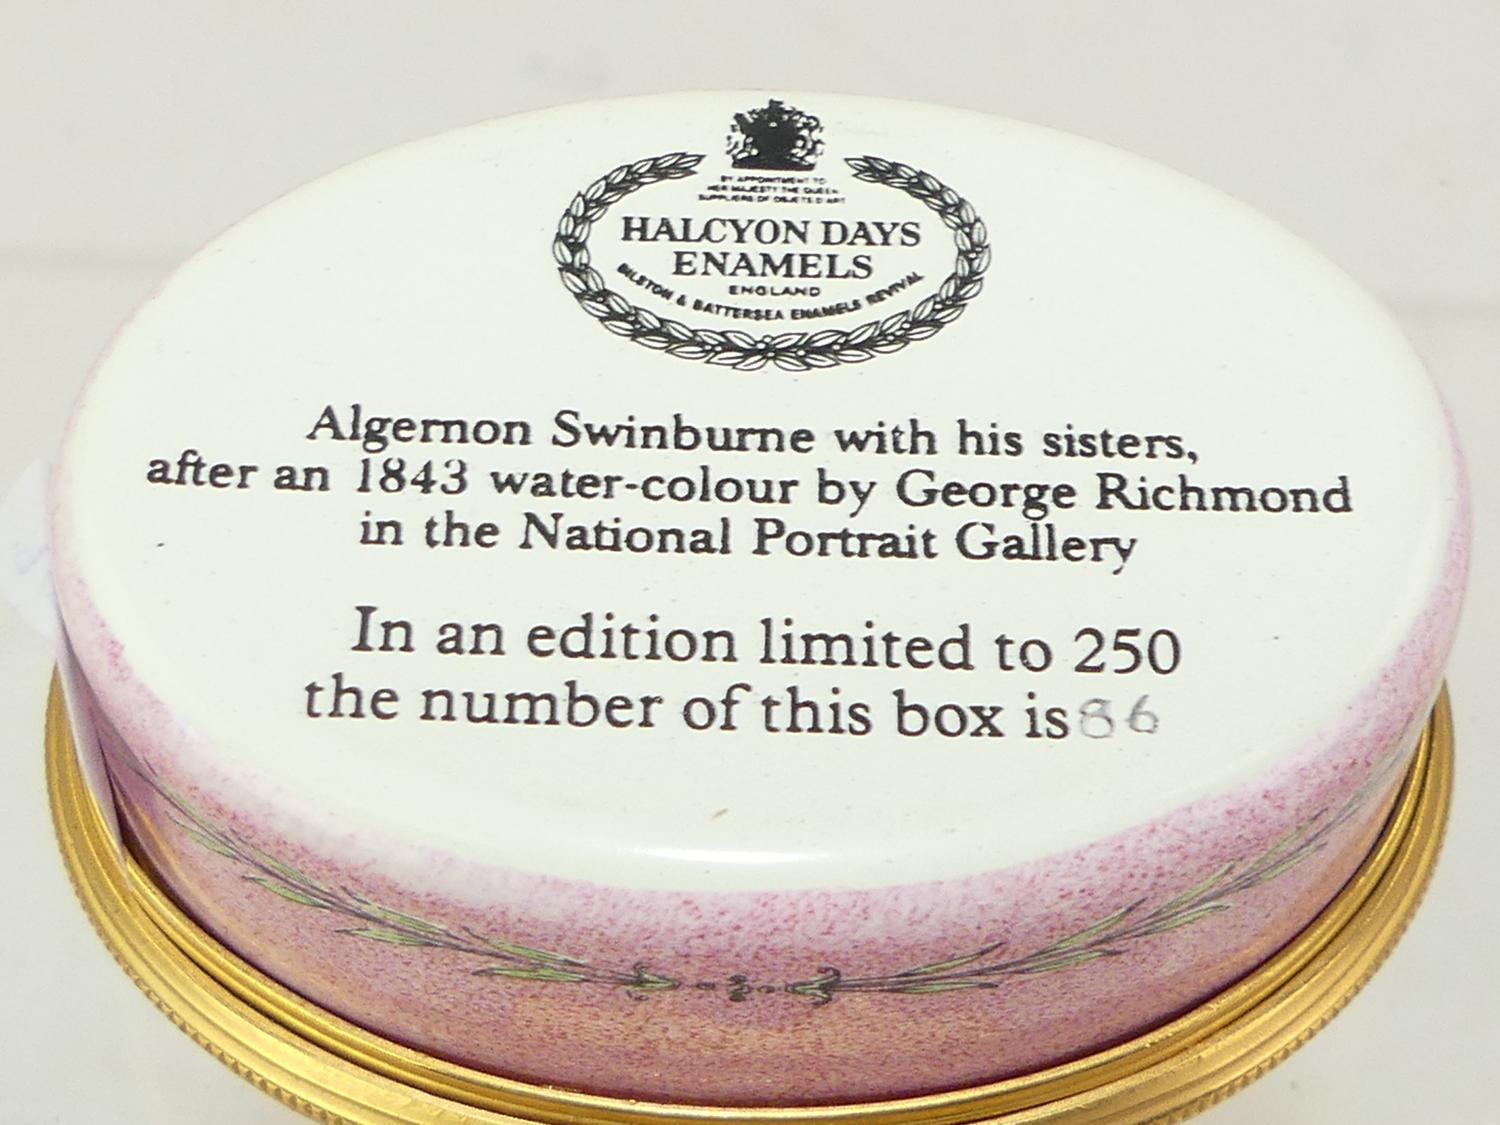 BY APPOINTMENT TO
HER MAJESTY THE QUEEN
SUPPLIERS OF OBJETS D'ART
HALCYON DAYS
ENAMELS
ENGLAND
BILSTON & BATTERSEA ENAMELS REVIVAL
Algernon Swinburne with his sisters,
after an 1843 water-colour by George Richmond
in the National Portrait Gallery
In an edition limited to 250
the number of this box is 86